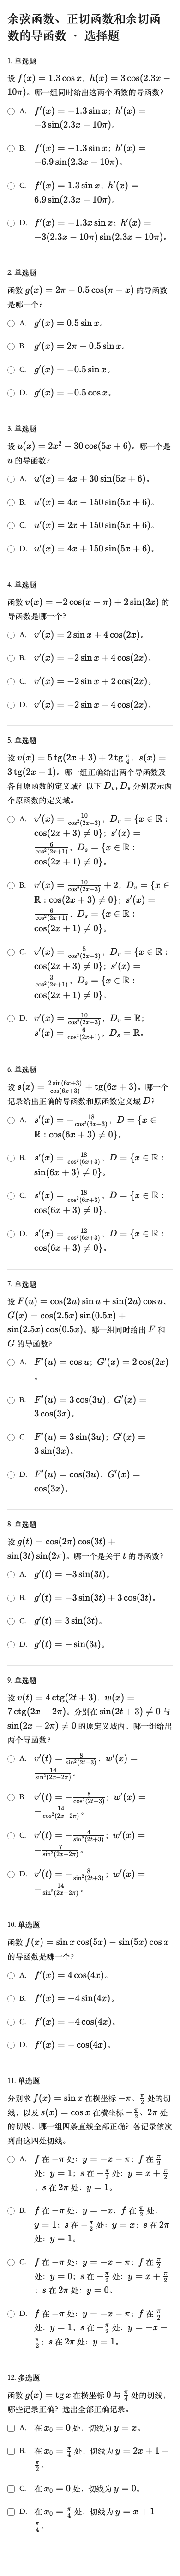 余弦函数、正切函数和余切函
数的导函数 · 选择题
1. 单选题
设 f(x) = 1.3 cos x，h(x) = 3 cos(2.3x −
10π)。哪一组同时给出这两个函数的导函数？
A. f′(x) = −1.3 sin x；h′(x) =
−3 sin(2.3x − 10π)。
B. f′(x) = −1.3 sin x；h′(x) =
−6.9 sin(2.3x − 10π)。
C. f′(x) = 1.3 sin x；h′(x) =
6.9 sin(2.3x − 10π)。
D. f′(x) = −1.3x sin x；h′(x) =
−3(2.3x − 10π) sin(2.3x − 10π)。
2. 单选题
函数 g(x) = 2π − 0.5 cos(π − x) 的导函数
是哪一个？
A. g′(x) = 0.5 sin x。
B. g′(x) = 2π − 0.5 sin x。
C. g′(x) = −0.5 sin x。
D. g′(x) = −0.5 cos x。
3. 单选题
设 u(x) = 2x² − 30 cos(5x + 6)。哪一个是
u 的导函数？
A. u′(x) = 4x + 30 sin(5x + 6)。
B. u′(x) = 4x − 150 sin(5x + 6)。
C. u′(x) = 2x + 150 sin(5x + 6)。
D. u′(x) = 4x + 150 sin(5x + 6)。
4. 单选题
函数 v(x) = −2 cos(x − π) + 2 sin(2x) 的
导函数是哪一个？
A. v′(x) = 2 sin x + 4 cos(2x)。
B. v′(x) = −2 sin x + 4 cos(2x)。
C. v′(x) = −2 sin x + 2 cos(2x)。
D. v′(x) = −2 sin x − 4 cos(2x)。
5. 单选题
设 v(x) = 5 tg(2x + 3) + 2 tg π/4，s(x) =
3 tg(2x + 1)。哪一组正确给出两个导函数及
各自原函数的定义域？以下 Dᵥ, Dₛ 分别表示两
个原函数的定义域。
A. v′(x) = 10/cos²(2x+3)，Dᵥ = {x ∈ ℝ :
cos(2x + 3) ≠ 0}；s′(x) =
6/cos²(2x+1)，Dₛ = {x ∈ ℝ :
cos(2x + 1) ≠ 0}。
B. v′(x) = 10/cos²(2x+3) + 2，Dᵥ = {x ∈
ℝ : cos(2x + 3) ≠ 0}；s′(x) =
6/cos²(2x+1)，Dₛ = {x ∈ ℝ :
cos(2x + 1) ≠ 0}。
C. v′(x) = 5/cos²(2x+3)，Dᵥ = {x ∈ ℝ :
cos(2x + 3) ≠ 0}；s′(x) =
3/cos²(2x+1)，Dₛ = {x ∈ ℝ :
cos(2x + 1) ≠ 0}。
D. v′(x) = 10/cos²(2x+3)，Dᵥ = ℝ；
s′(x) = 6/cos²(2x+1)，Dₛ = ℝ。
6. 单选题
设 s(x) = 2 sin(6x+3)/cos(6x+3) + tg(6x + 3)。哪一个
记录给出正确的导函数和原函数定义域 D？
A. s′(x) = −18/cos²(6x+3)，D = {x ∈
ℝ : cos(6x + 3) ≠ 0}。
B. s′(x) = 18/cos²(6x+3)，D = {x ∈ ℝ :
sin(6x + 3) ≠ 0}。
C. s′(x) = 18/cos²(6x+3)，D = {x ∈ ℝ :
cos(6x + 3) ≠ 0}。
D. s′(x) = 12/cos²(6x+3)，D = {x ∈ ℝ :
cos(6x + 3) ≠ 0}。
7. 单选题
设 F(u) = cos(2u) sin u + sin(2u) cos u，
G(x) = cos(2.5x) sin(0.5x) +
sin(2.5x) cos(0.5x)。哪一组同时给出 F 和
G 的导函数？
A. F′(u) = cos u；G′(x) = 2 cos(2x)
。
B. F′(u) = 3 cos(3u)；G′(x) =
3 cos(3x)。
C. F′(u) = 3 sin(3u)；G′(x) =
3 sin(3x)。
D. F′(u) = cos(3u)；G′(x) =
cos(3x)。
8. 单选题
设 g(t) = cos(2π) cos(3t) +
sin(3t) sin(2π)。哪一个是关于 t 的导函数？
A. g′(t) = −3 sin(3t)。
B. g′(t) = −3 sin(3t) + 3 cos(3t)。
C. g′(t) = 3 sin(3t)。
D. g′(t) = − sin(3t)。
9. 单选题
设 v(t) = 4 ctg(2t + 3)，w(x) =
7 ctg(2x − 2π)。分别在 sin(2t + 3) ≠ 0 与
sin(2x − 2π) ≠ 0 的原定义域内，哪一组给出
两个导函数？
A. v′(t) = 8/sin²(2t+3)；w′(x) =
14/sin²(2x−2π)。
B. v′(t) = −8/cos²(2t+3)；w′(x) =
−14/cos²(2x−2π)。
C. v′(t) = −4/sin²(2t+3)；w′(x) =
−7/sin²(2x−2π)。
D. v′(t) = −8/sin²(2t+3)；w′(x) =
−14/sin²(2x−2π)。
10. 单选题
函数 f(x) = sin x cos(5x) − sin(5x) cos x
的导函数是哪一个？
A. f′(x) = 4 cos(4x)。
B. f′(x) = −4 sin(4x)。
C. f′(x) = −4 cos(4x)。
D. f′(x) = − cos(4x)。
11. 单选题
分别求 f(x) = sin x 在横坐标 −π、π/2 处的切
线，以及 s(x) = cos x 在横坐标 −π/2、2π 处
的切线。哪一组四条直线全部正确？各记录依次
列出这四处切线。
A. f 在 −π 处：y = −x − π；f 在 π/2
处：y = 1；s 在 −π/2 处：y = x + π/2
；s 在 2π 处：y = 1。
B. f 在 −π 处：y = −x；f 在 π/2 处：
y = 1；s 在 −π/2 处：y = x；s 在 2π
处：y = 1。
C. f 在 −π 处：y = −x − π；f 在 π/2
处：y = 0；s 在 −π/2 处：y = x + π/2
；s 在 2π 处：y = 0。
D. f 在 −π 处：y = −x − π；f 在 π/2
处：y = 1；s 在 −π/2 处：y = −x −
π/2；s 在 2π 处：y = 1。
12. 多选题
函数 g(x) = tg x 在横坐标 0 与 π/4 处的切线，
哪些记录正确？选出全部正确记录。
A. 在 x₀ = 0 处，切线为 y = x。
B. 在 x₀ = π/4 处，切线为 y = 2x + 1 −
π/2。
C. 在 x₀ = 0 处，切线为 y = 0。
D. 在 x₀ = π/4 处，切线为 y = x + 1 −
π/4。